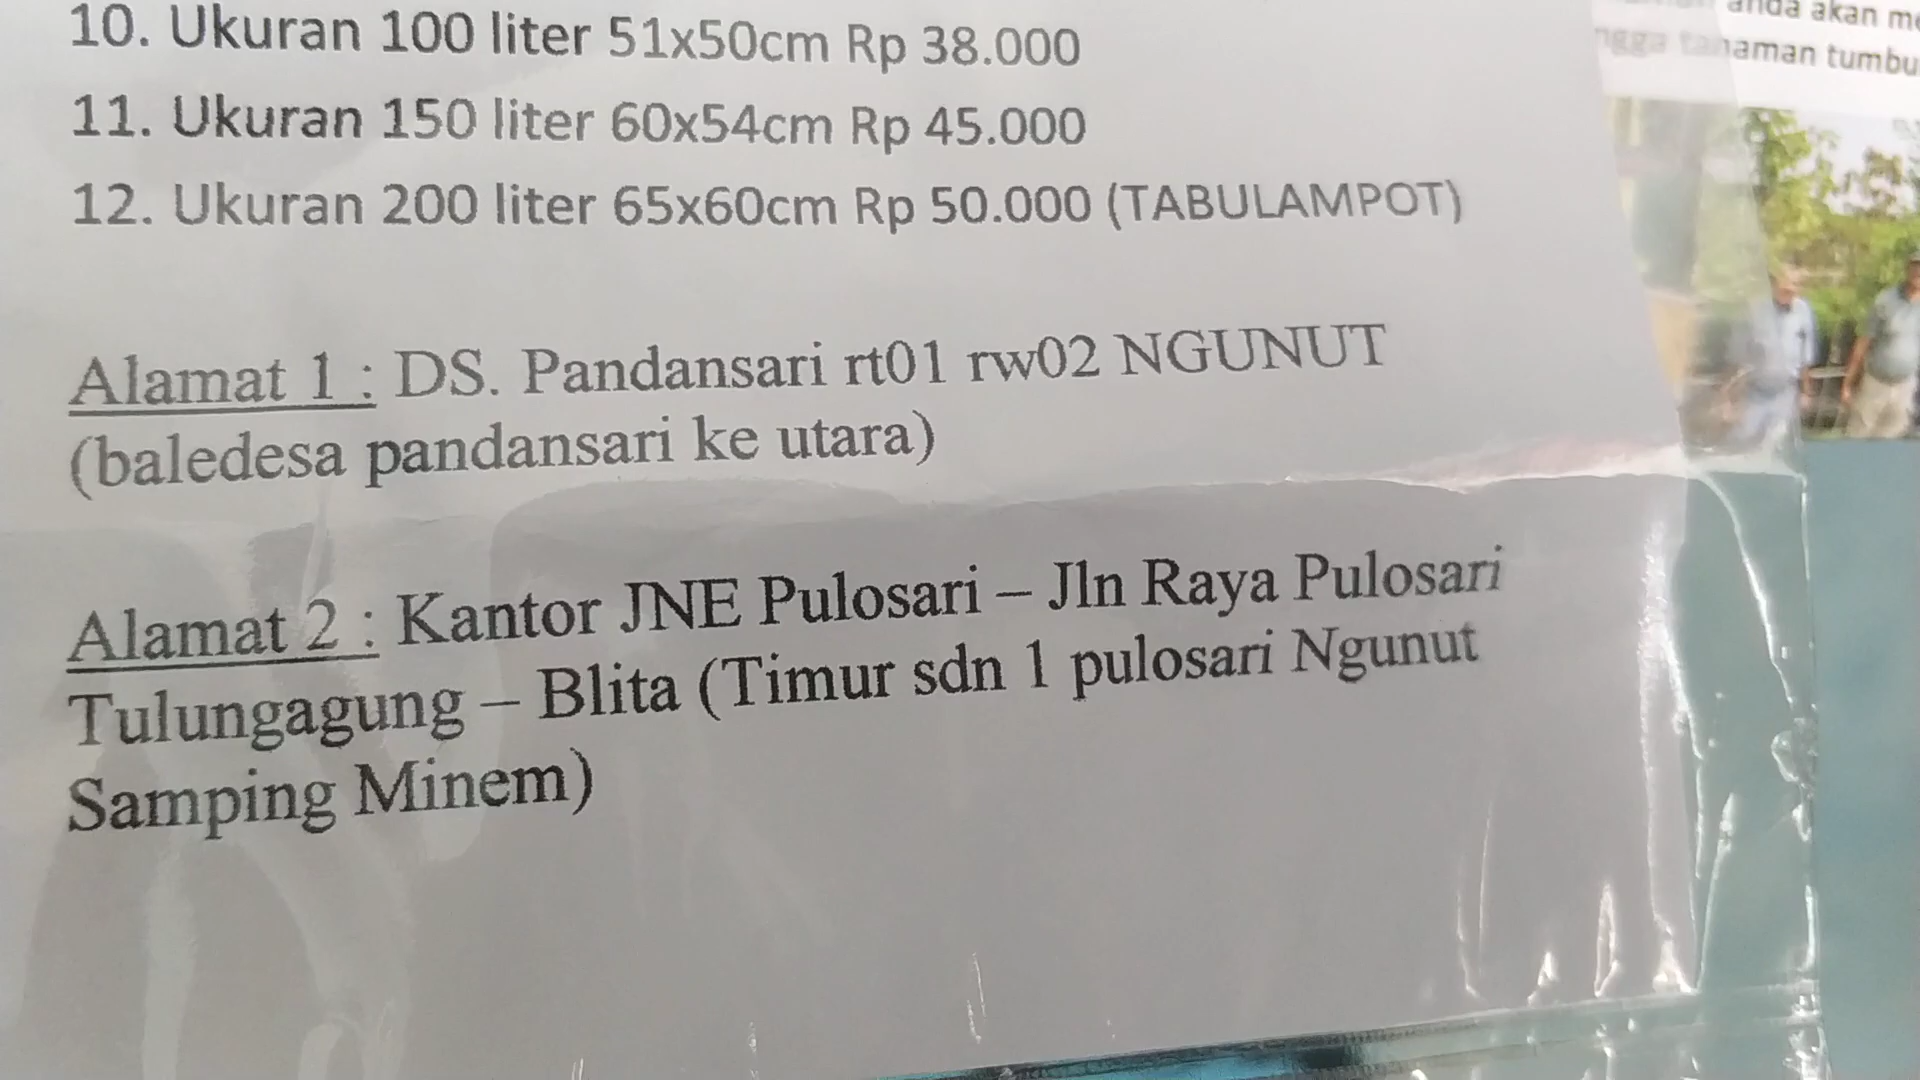 10. Ukuran 100 liter 51x50cm Rp 38.000
11. Ukuran 150 liter 60x54cm Rp 45.000
12. Ukuran 200 liter 65x60cm Rp 50.000 (TABULAMPOT)
Alamat 1 : DS. Pandansari rt01 rw02 NGUNUT
(baledesa pandansari ke utara)
Alamat 2 : Kantor JNE Pulosari – Jln Raya Pulosari
Tulungagung – Blita (Timur sdn 1 pulosari Ngunut
Samping Minem)
anda akan
tanaman